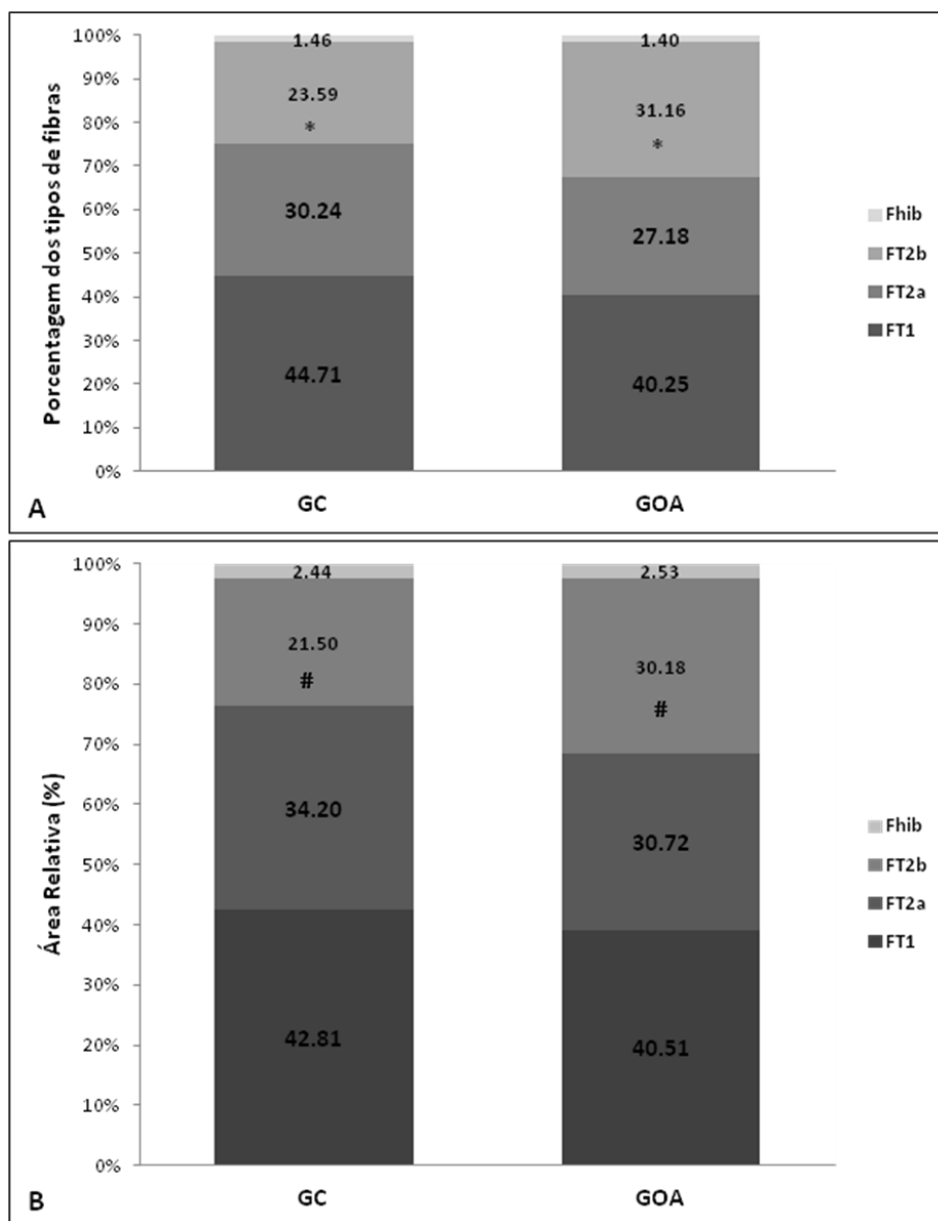 Porcentagem dos tipos de fibras
100%
90%
80%
70%
60%
50%
40%
30%
20%
10%
0%
1.46
23.59
*
30.24
44.71
1.40
31.16
*
27.18
40.25
GC
GOA
Fhib
FT2b
FT2a
FT1
A
Área Relativa (%)
100%
90%
80%
70%
60%
50%
40%
30%
20%
10%
0%
2.44
21.50
#
34.20
42.81
2.53
30.18
#
30.72
40.51
GC
GOA
Fhib
FT2b
FT2a
FT1
B